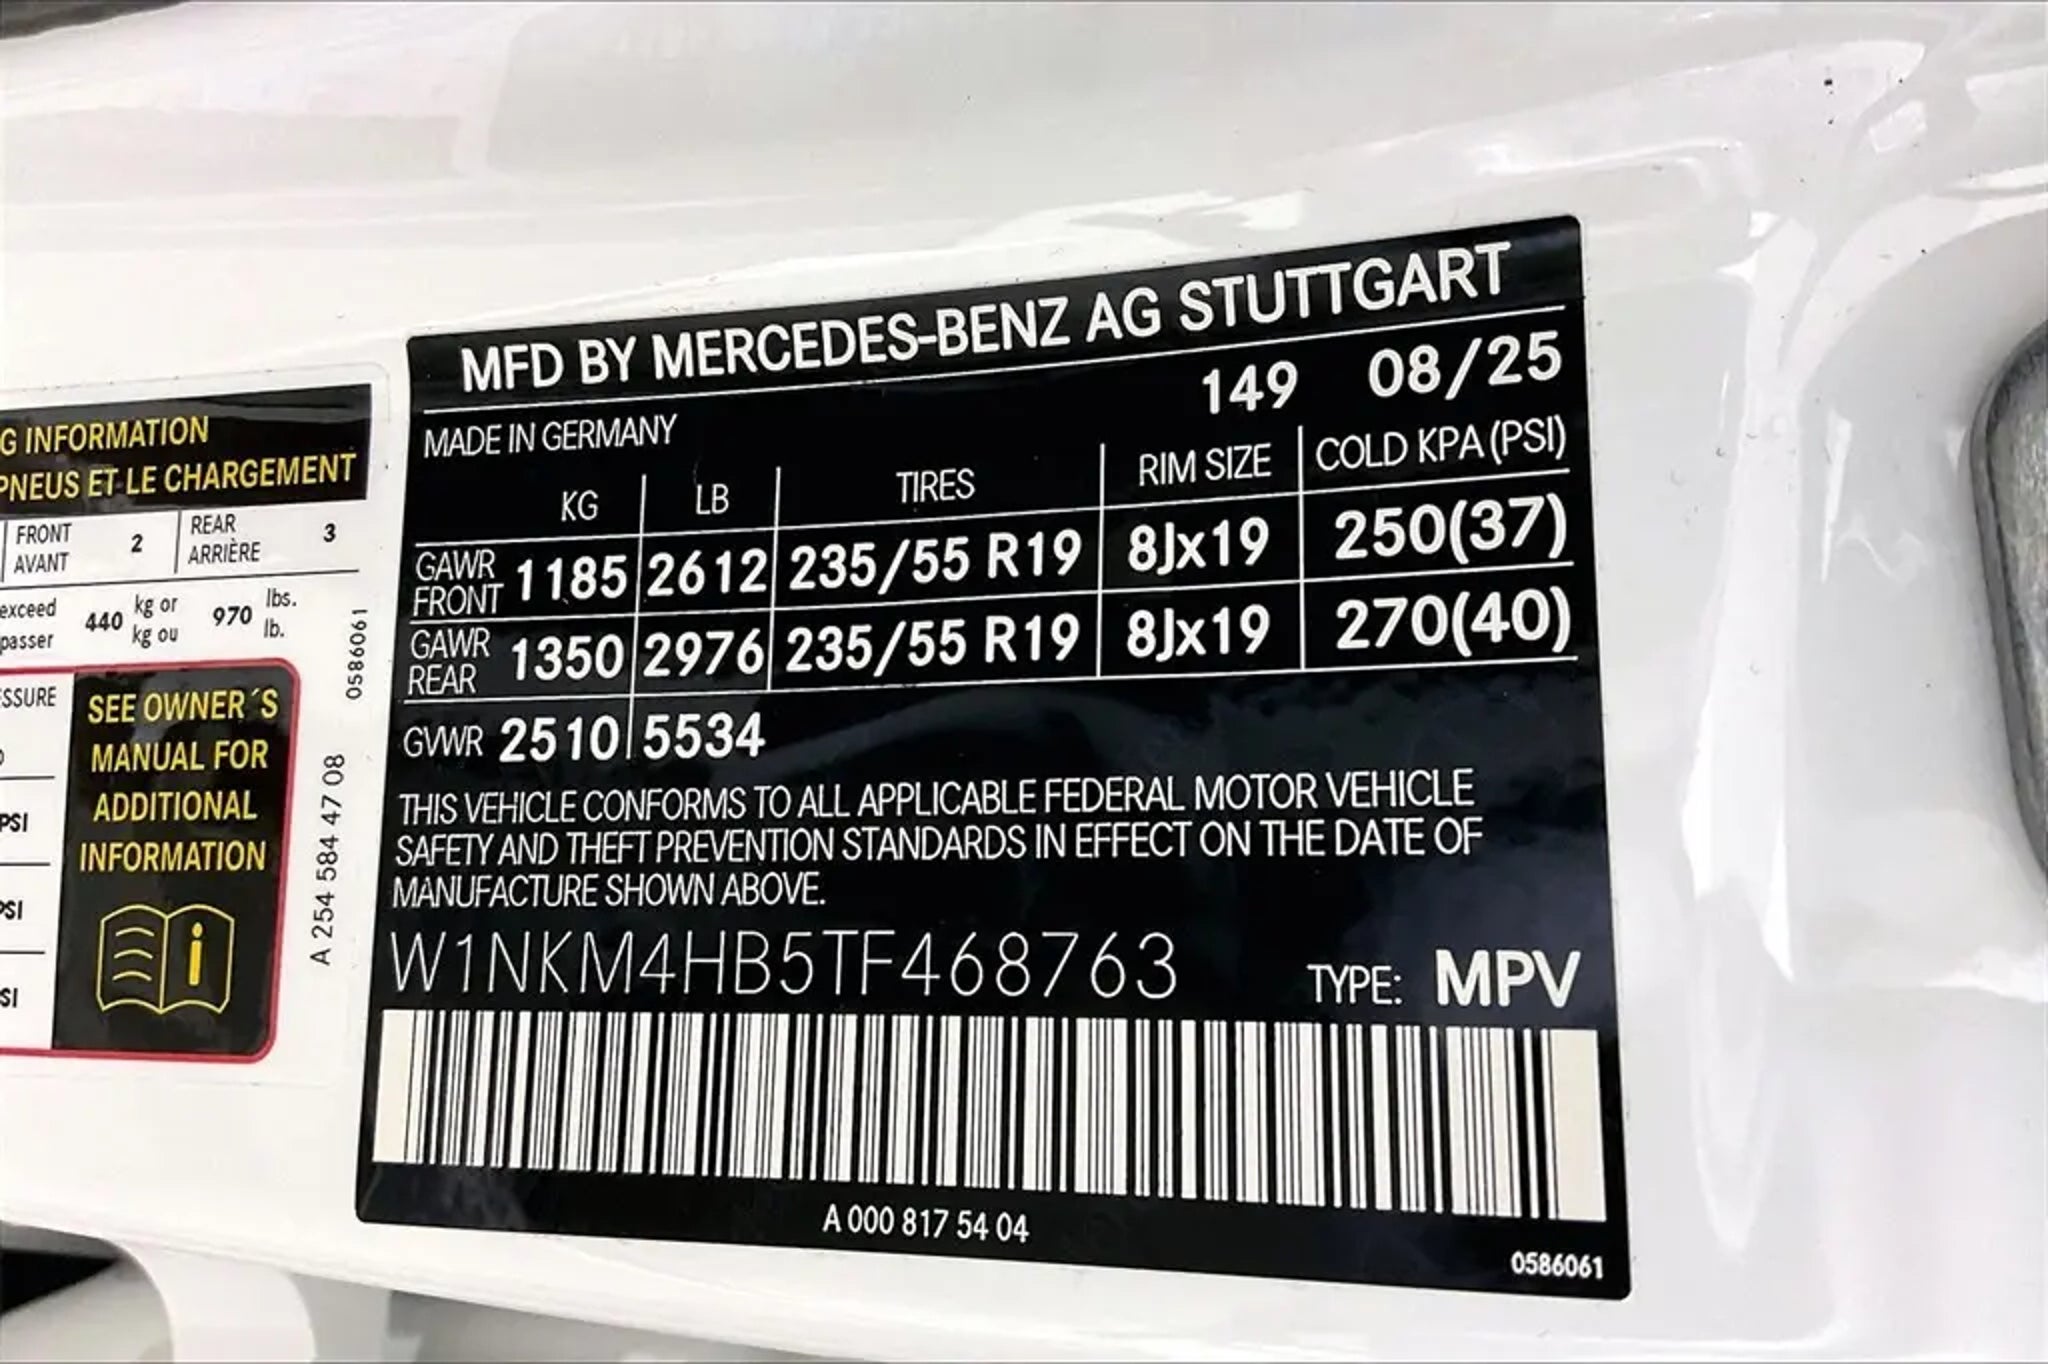 G INFORMATION
PNEUS ET LE CHARGEMENT
FRONT
AVANT 2
REAR
ARRIÈRE 3
exceed 440 kg or 970 lbs.
passer kg ou lb.
0586061
SSURE
PSI
PSI
SI
SEE OWNER´S
MANUAL FOR
ADDITIONAL
INFORMATION
A 254 584 47 08
MFD BY MERCEDES-BENZ AG STUTTGART
149 08/25
MADE IN GERMANY
KG LB TIRES RIM SIZE COLD KPA (PSI)
GAWR FRONT 1185 2612 235/55 R19 8Jx19 250(37)
GAWR REAR 1350 2976 235/55 R19 8Jx19 270(40)
GVWR 2510 5534
THIS VEHICLE CONFORMS TO ALL APPLICABLE FEDERAL MOTOR VEHICLE
SAFETY AND THEFT PREVENTION STANDARDS IN EFFECT ON THE DATE OF
MANUFACTURE SHOWN ABOVE.
W1NKM4HB5TF468763 TYPE: MPV
A 000 817 54 04
0586061